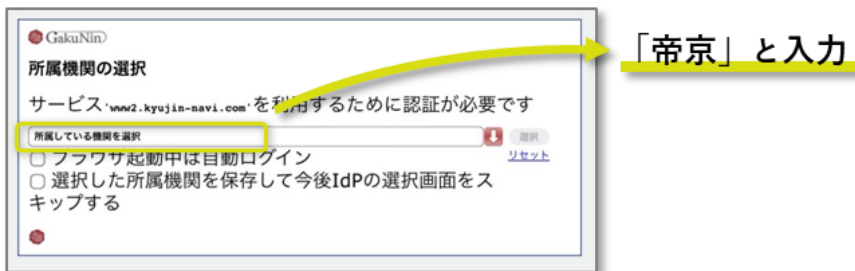 GakuNin
所属機関の選択
サービス'www2.kyujin-navi.com'を利用するために認証が必要です
所属している機関を選択
選択
ブラウザ起動中は自動ログイン
リセット
選択した所属機関を保存して今後IdPの選択画面をス
キップする
「帝京」と入力